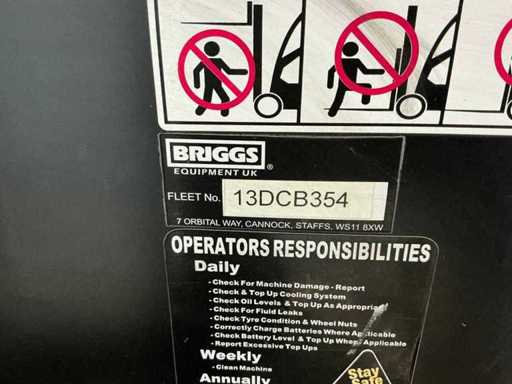 BRIGGS®
EQUIPMENT UK
FLEET No. 13DCB354
7 ORBITAL WAY, CANNOCK, STAFFS, WS11 8XW
OPERATORS RESPONSIBILITIES
Daily
- Check For Machine Damage - Report
- Check & Top Up Cooling System
- Check Oil Levels & Top Up As Appropriate
- Check For Fluid Leaks
- Check Tyre Condition & Wheel Nuts
- Correctly Charge Batteries Where Applicable
- Check Battery Level & Top Up When Applicable
- Report Excessive Top Ups
Weekly
- Clean Machine
Annually
Stay
Safe